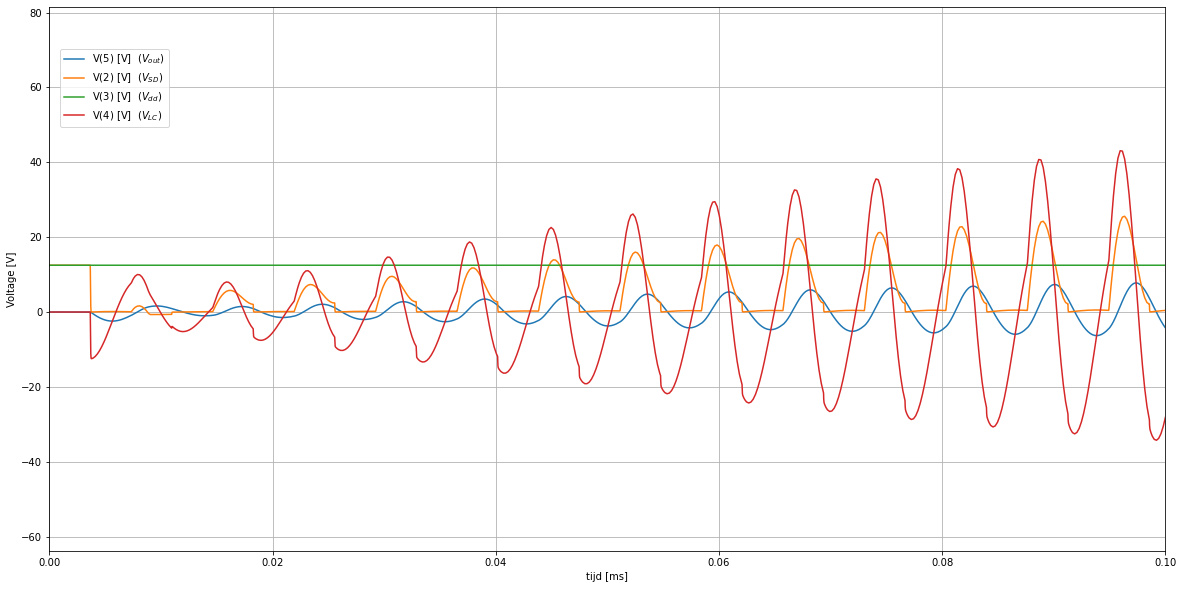 80
60
40
20
0
−20
−40
−60
Voltage [V]
V(5) [V] (V_out)
V(2) [V] (V_SD)
V(3) [V] (V_dd)
V(4) [V] (V_LC)
0.00 0.02 0.04 0.06 0.08 0.10
tijd [ms]